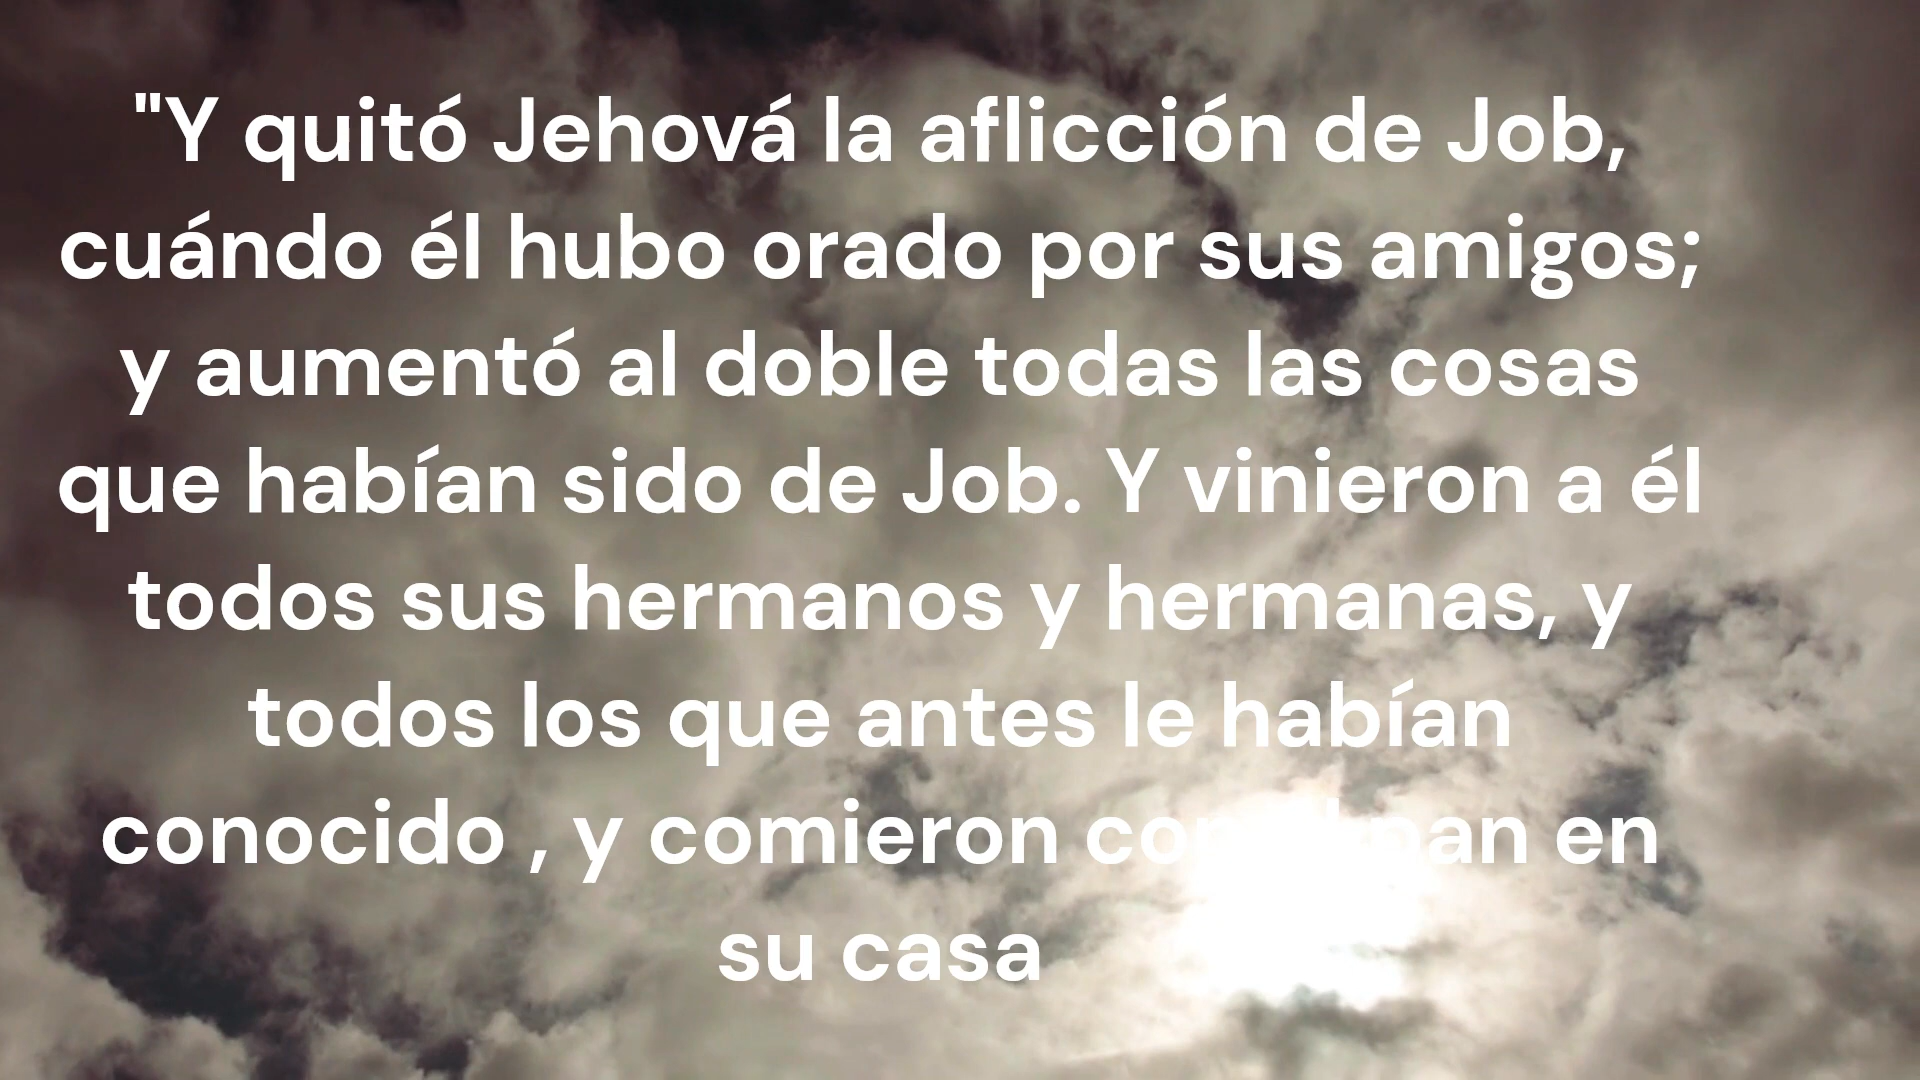 "Y quitó Jehová la aflicción de Job,
cuándo él hubo orado por sus amigos;
y aumentó al doble todas las cosas
que habían sido de Job. Y vinieron a él
todos sus hermanos y hermanas, y
todos los que antes le habían
conocido , y comieron con pan en
su casa